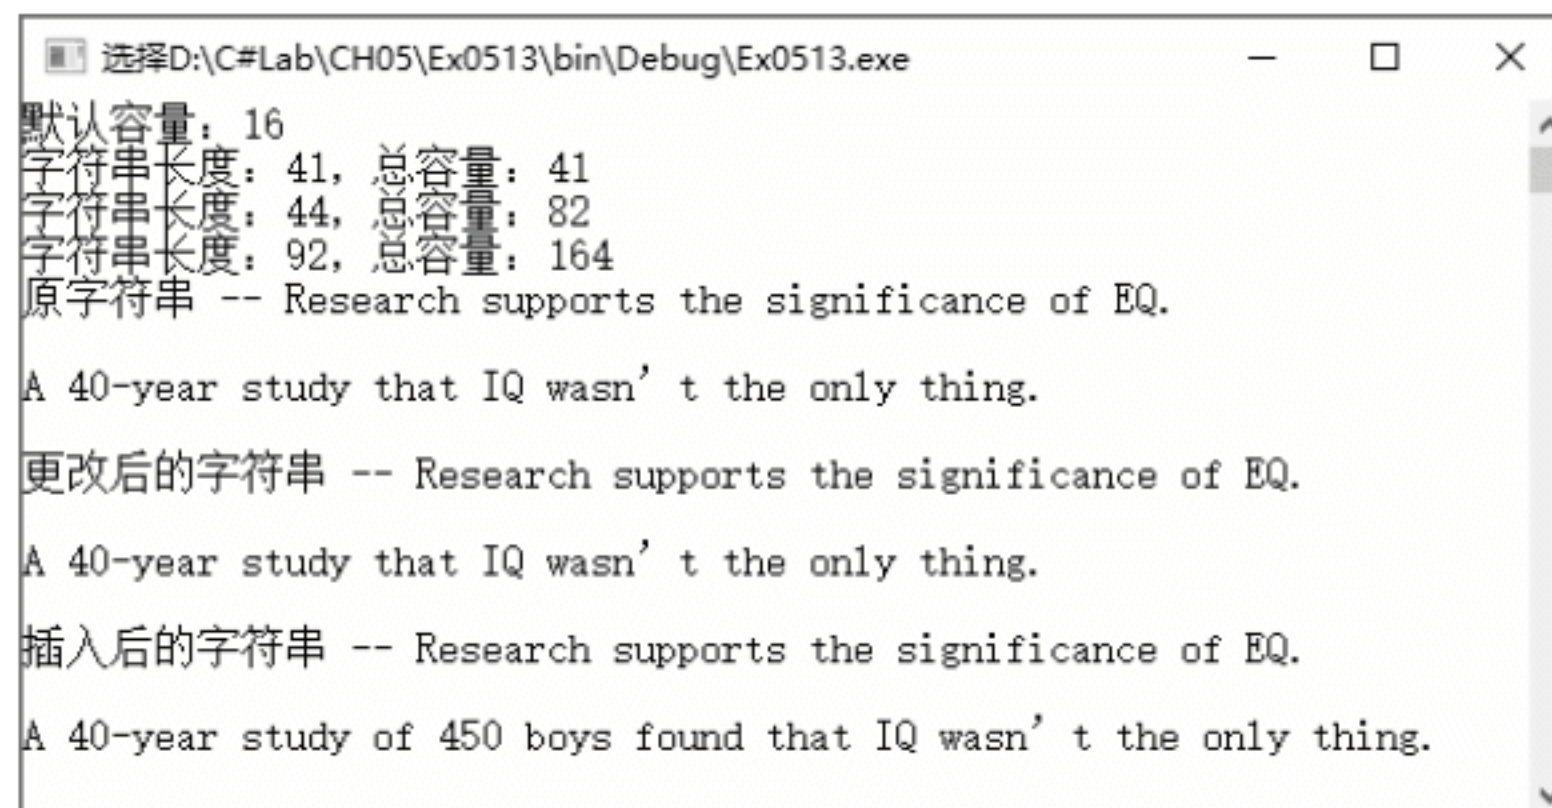 选择D:\C#Lab\CH05\Ex0513\bin\Debug\Ex0513.exe
默认容量：16
字符串长度：41，总容量：41
字符串长度：44，总容量：82
字符串长度：92，总容量：164
原字符串 -- Research supports the significance of EQ.
A 40-year study that IQ wasn’t the only thing.
更改后的字符串 -- Research supports the significance of EQ.
A 40-year study that IQ wasn’t the only thing.
插入后的字符串 -- Research supports the significance of EQ.
A 40-year study of 450 boys found that IQ wasn’t the only thing.